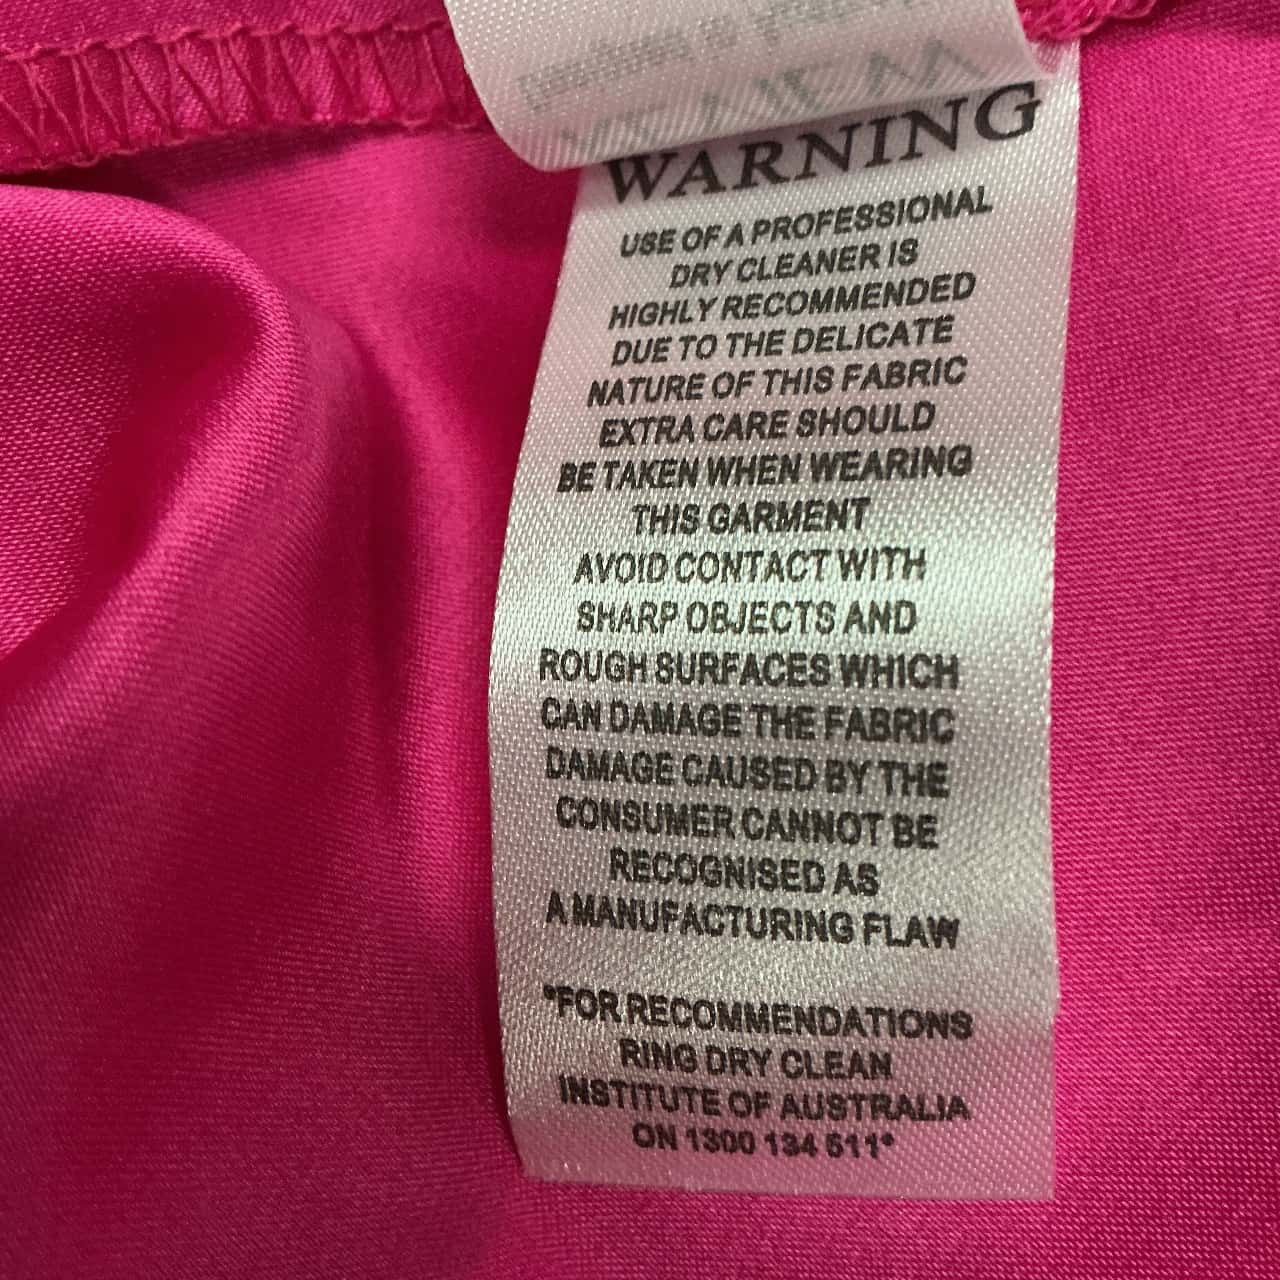 WARNING
USE OF A PROFESSIONAL
DRY CLEANER IS
HIGHLY RECOMMENDED
DUE TO THE DELICATE
NATURE OF THIS FABRIC
EXTRA CARE SHOULD
BE TAKEN WHEN WEARING
THIS GARMENT
AVOID CONTACT WITH
SHARP OBJECTS AND
ROUGH SURFACES WHICH
CAN DAMAGE THE FABRIC
DAMAGE CAUSED BY THE
CONSUMER CANNOT BE
RECOGNISED AS
A MANUFACTURING FLAW
*FOR RECOMMENDATIONS
RING DRY CLEAN
INSTITUTE OF AUSTRALIA
ON 1300 134 511*